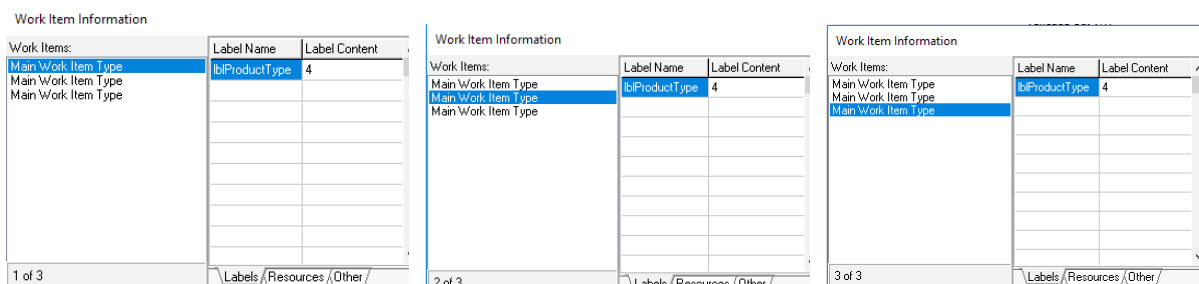 Work Item Information
Work Items:
Label Name Label Content
Main Work Item Type
lblProductType 4
Main Work Item Type
Main Work Item Type
1 of 3
Labels Resources Other
Work Item Information
Work Items:
Label Name Label Content
Main Work Item Type
lblProductType 4
Main Work Item Type
Main Work Item Type
2 of 3
Labels Resources Other
Work Item Information
Work Items:
Label Name Label Content
Main Work Item Type
lblProductType 4
Main Work Item Type
Main Work Item Type
3 of 3
Labels Resources Other